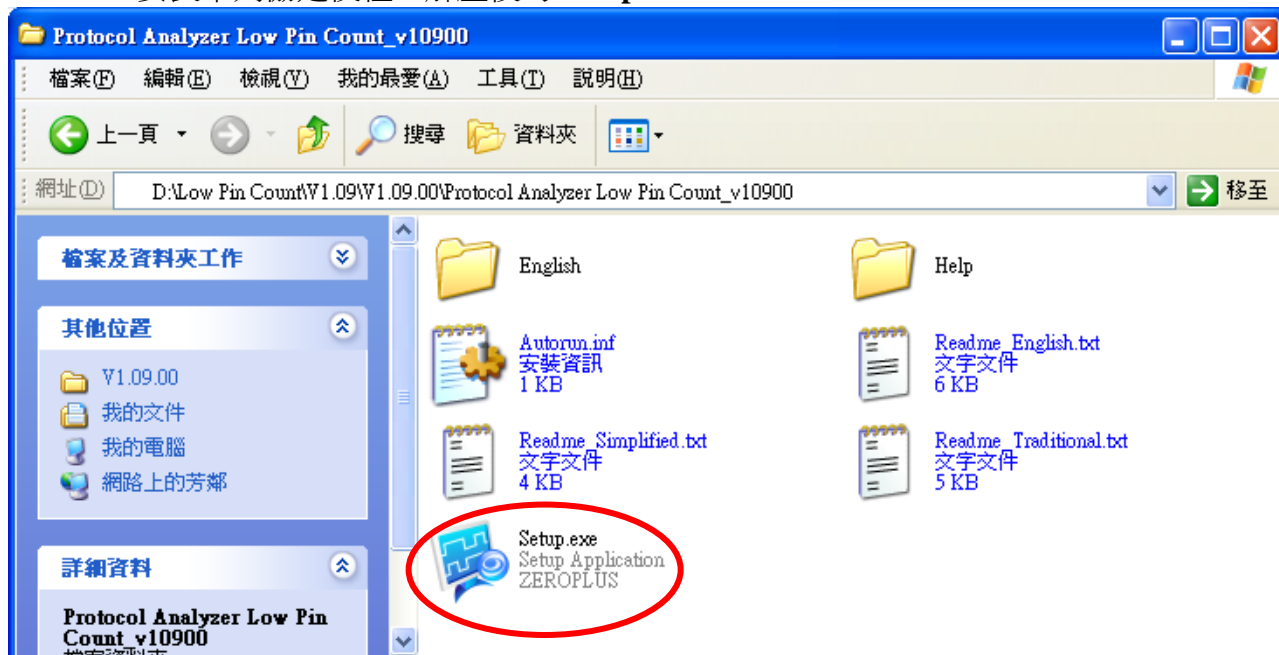 Protocol Analyzer Low Pin Count_v10900
檔案(F) 編輯(E) 檢視(V) 我的最愛(A) 工具(T) 說明(H)
上一頁 搜尋 資料夾
網址(D) D:\Low Pin Count\V1.09\V1.09.00\Protocol Analyzer Low Pin Count_v10900 移至
檔案及資料夾工作
其他位置
V1.09.00
我的文件
我的電腦
網路上的芳鄰
詳細資料
Protocol Analyzer Low Pin
Count_v10900
English
Help
Autorun.inf
安裝資訊
1 KB
Readme_English.txt
文字文件
6 KB
Readme_Simplified.txt
文字文件
4 KB
Readme_Traditional.txt
文字文件
5 KB
Setup.exe
Setup Application
ZEROPLUS